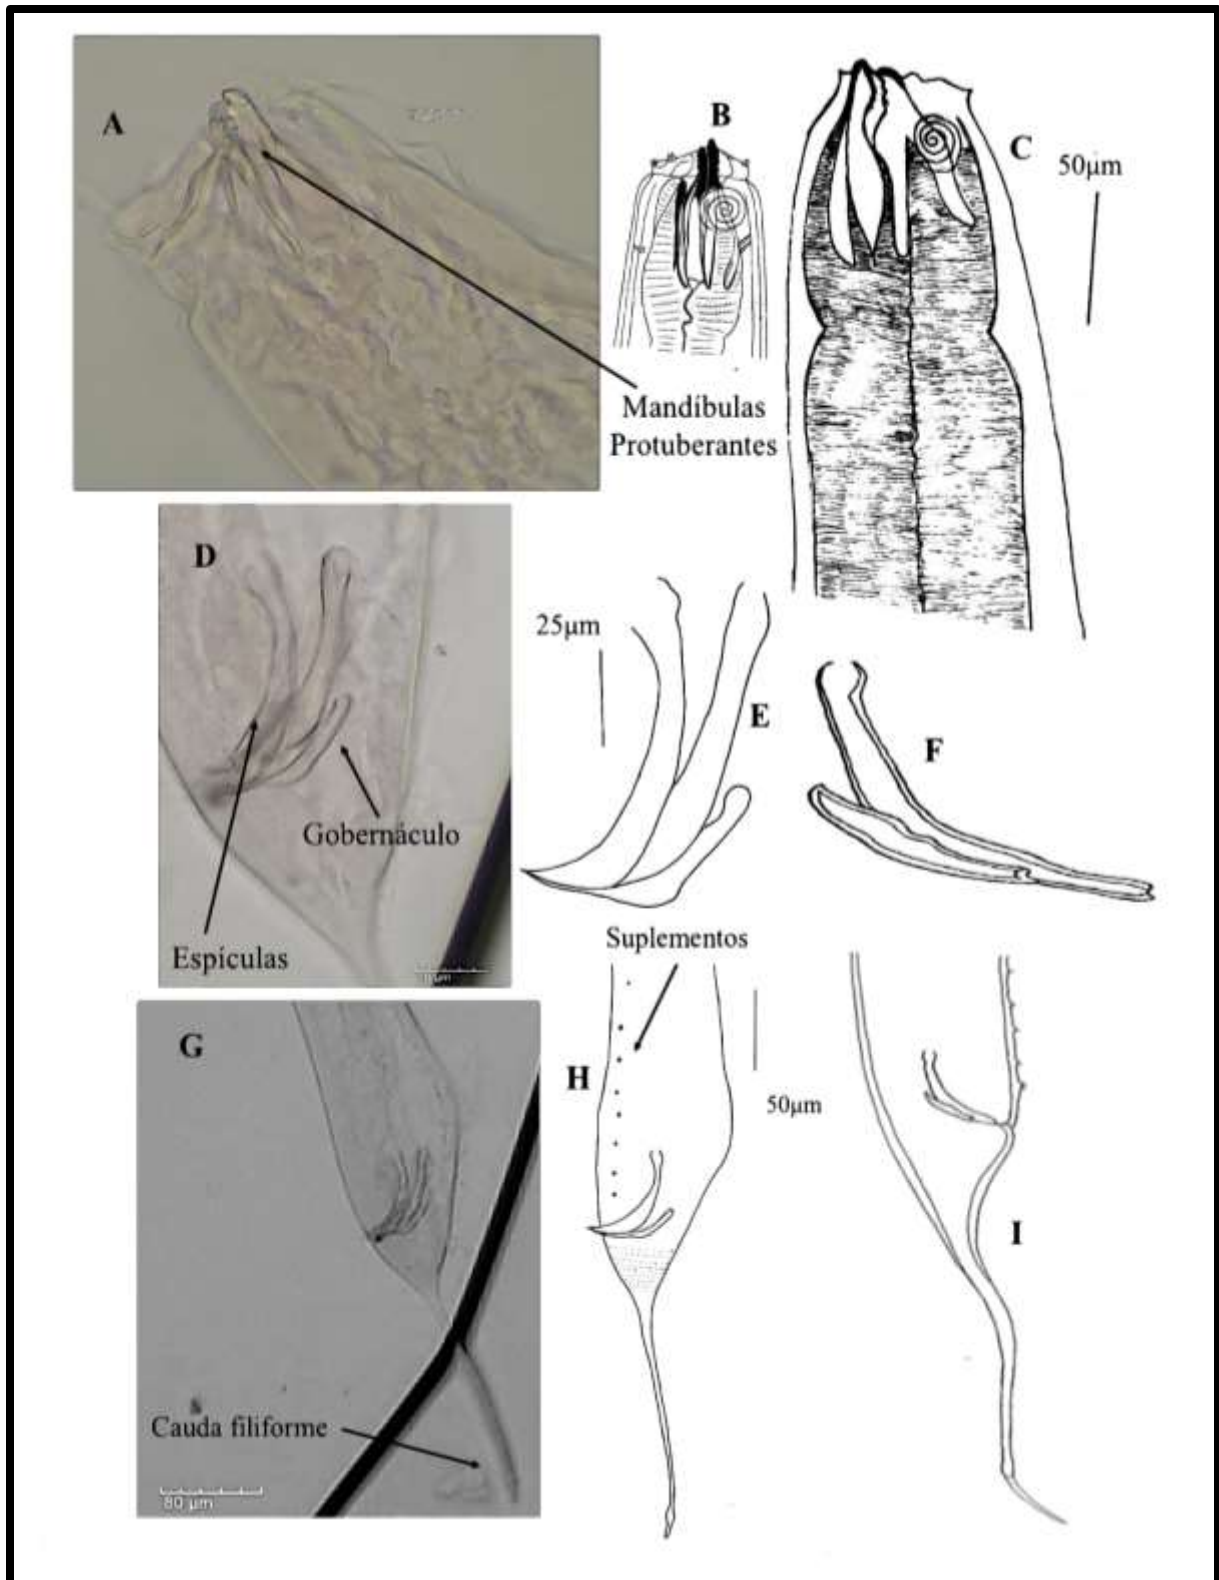 A
B
C
50µm
Mandíbulas
Protuberantes
D
25µm
E
F
Gobernáculo
Espículas
Suplementos
G
H
50µm
I
Cauda filiforme
80 µm